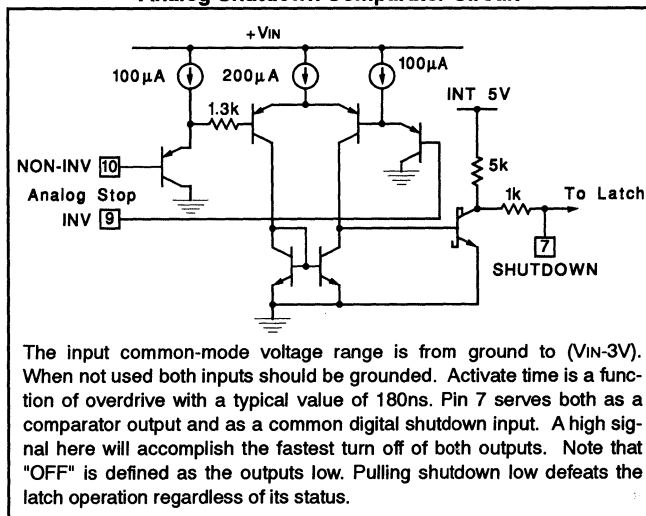 Analog Shutdown Comparator Circuit
+VIN
100µA
200µA
100µA
INT 5V
1.3k
5k
NON-INV 10
1k
To Latch
Analog Stop
INV 9
7
SHUTDOWN
The input common-mode voltage range is from ground to (VIN-3V).
When not used both inputs should be grounded. Activate time is a func-
tion of overdrive with a typical value of 180ns. Pin 7 serves both as a
comparator output and as a common digital shutdown input. A high sig-
nal here will accomplish the fastest turn off of both outputs. Note that
"OFF" is defined as the outputs low. Pulling shutdown low defeats the
latch operation regardless of its status.